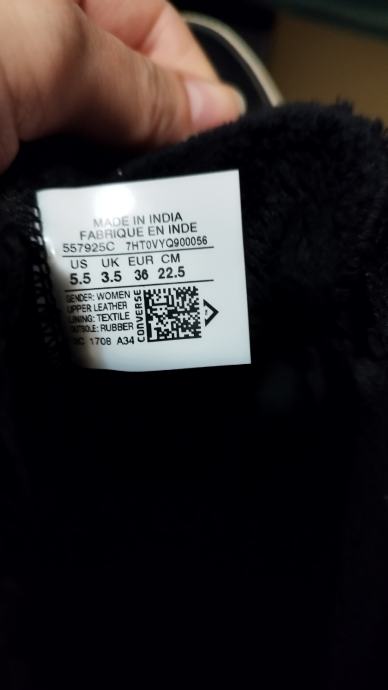 MADE IN INDIA
FABRIQUE EN INDE
557925C 7HT0VYQ900056
US UK EUR CM
5.5 3.5 36 22.5
GENDER: WOMEN
UPPER LEATHER
LINING: TEXTILE
OUTSOLE: RUBBER
1708 A34
CONVERSE